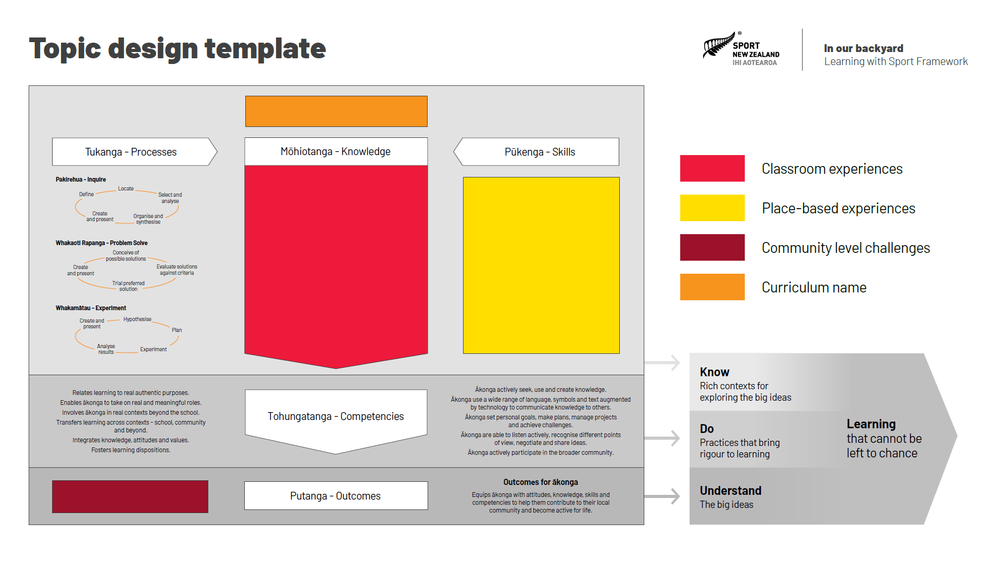 Topic design template
SPORT
NEW ZEALAND
IHI AOTEAROA
In our backyard
Learning with Sport Framework
Tukanga - Processes
Mōhiotanga - Knowledge
Pūkenga - Skills
Pakirehua - Inquire
Locate
Define
Select and
analyse
Create
and present
Organise and
synthesise
Whakaoti Rapanga - Problem Solve
Conceive of
possible solutions
Create
and present
Evaluate solutions
against criteria
Trial preferred
solution
Whakamātau - Experiment
Create and
present
Hypothesise
Plan
Analyse
results
Experiment
Classroom experiences
Place-based experiences
Community level challenges
Curriculum name
Relates learning to real authentic purposes.
Enables ākonga to take on real and meaningful roles.
Involves ākonga in real contexts beyond the school.
Transfers learning across contexts - school, community
and beyond.
Integrates knowledge, attitudes and values.
Fosters learning dispositions.
Tohungatanga - Competencies
Ākonga actively seek, use and create knowledge.
Ākonga use a wide range of language, symbols and text augmented
by technology to communicate knowledge to others.
Ākonga set personal goals, make plans, manage projects
and achieve challenges.
Ākonga are able to listen actively, recognise different points
of view, negotiate and share ideas.
Ākonga actively participate in the broader community.
Putanga - Outcomes
Outcomes for ākonga
Equips ākonga with attitudes, knowledge, skills and
competencies to help them contribute to their local
community and become active for life.
Know
Rich contexts for
exploring the big ideas
Do
Practices that bring
rigour to learning
Understand
The big ideas
Learning
that cannot be
left to chance